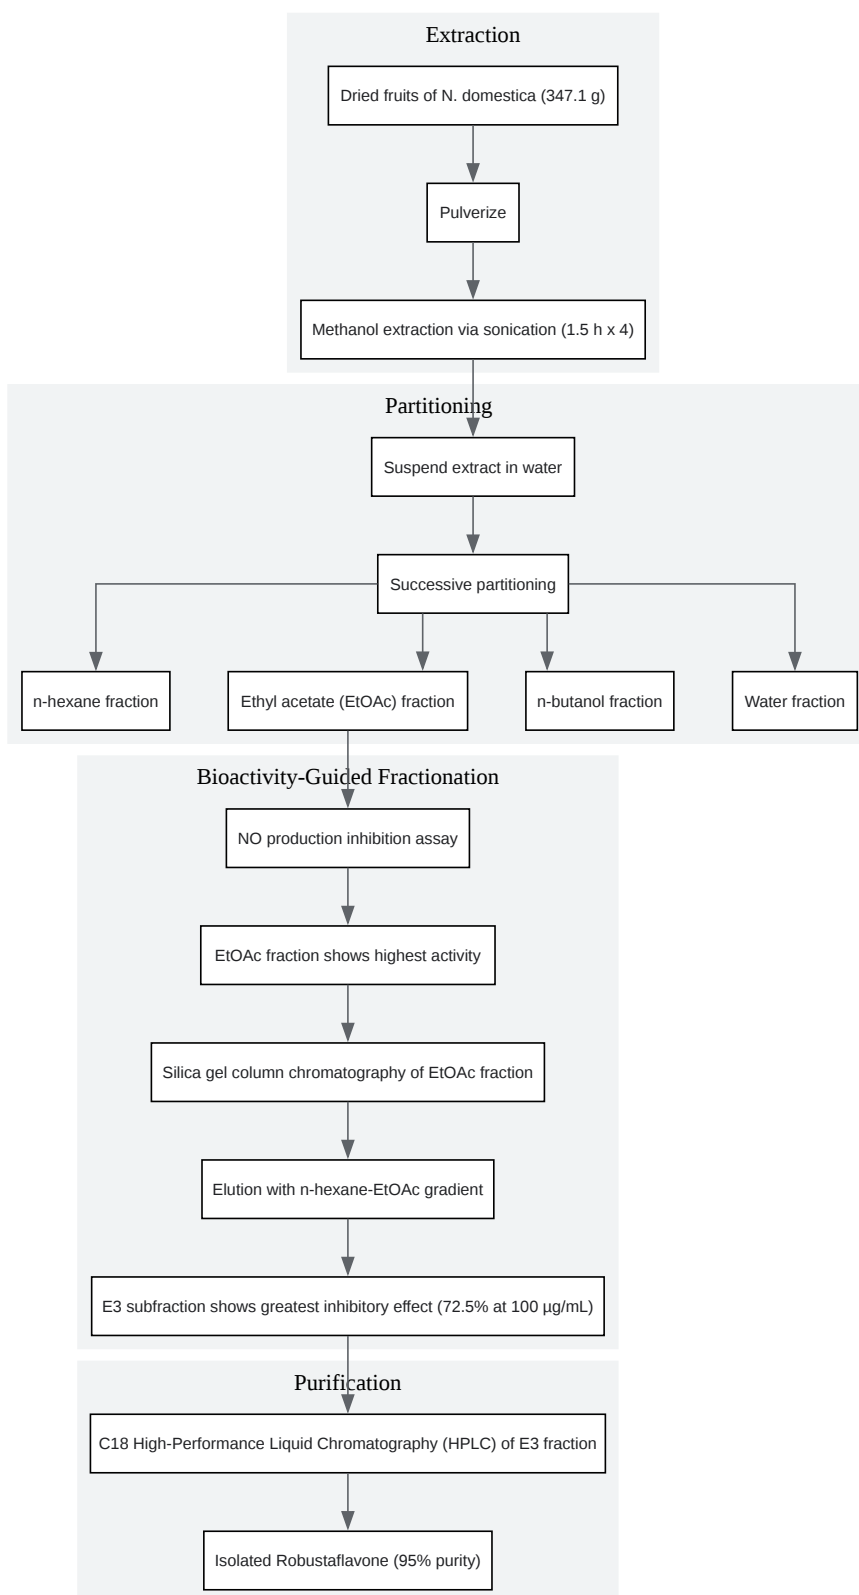 Extraction
Dried fruits of N. domestica (347.1 g)
Pulverize
Methanol extraction via sonication (1.5 h x 4)
Partitioning
Suspend extract in water
Successive partitioning
n-hexane fraction
Ethyl acetate (EtOAc) fraction
n-butanol fraction
Water fraction
Bioactivity-Guided Fractionation
NO production inhibition assay
EtOAc fraction shows highest activity
Silica gel column chromatography of EtOAc fraction
Elution with n-hexane-EtOAc gradient
E3 subfraction shows greatest inhibitory effect (72.5% at 100 µg/mL)
Purification
C18 High-Performance Liquid Chromatography (HPLC) of E3 fraction
Isolated Robustaflavone (95% purity)